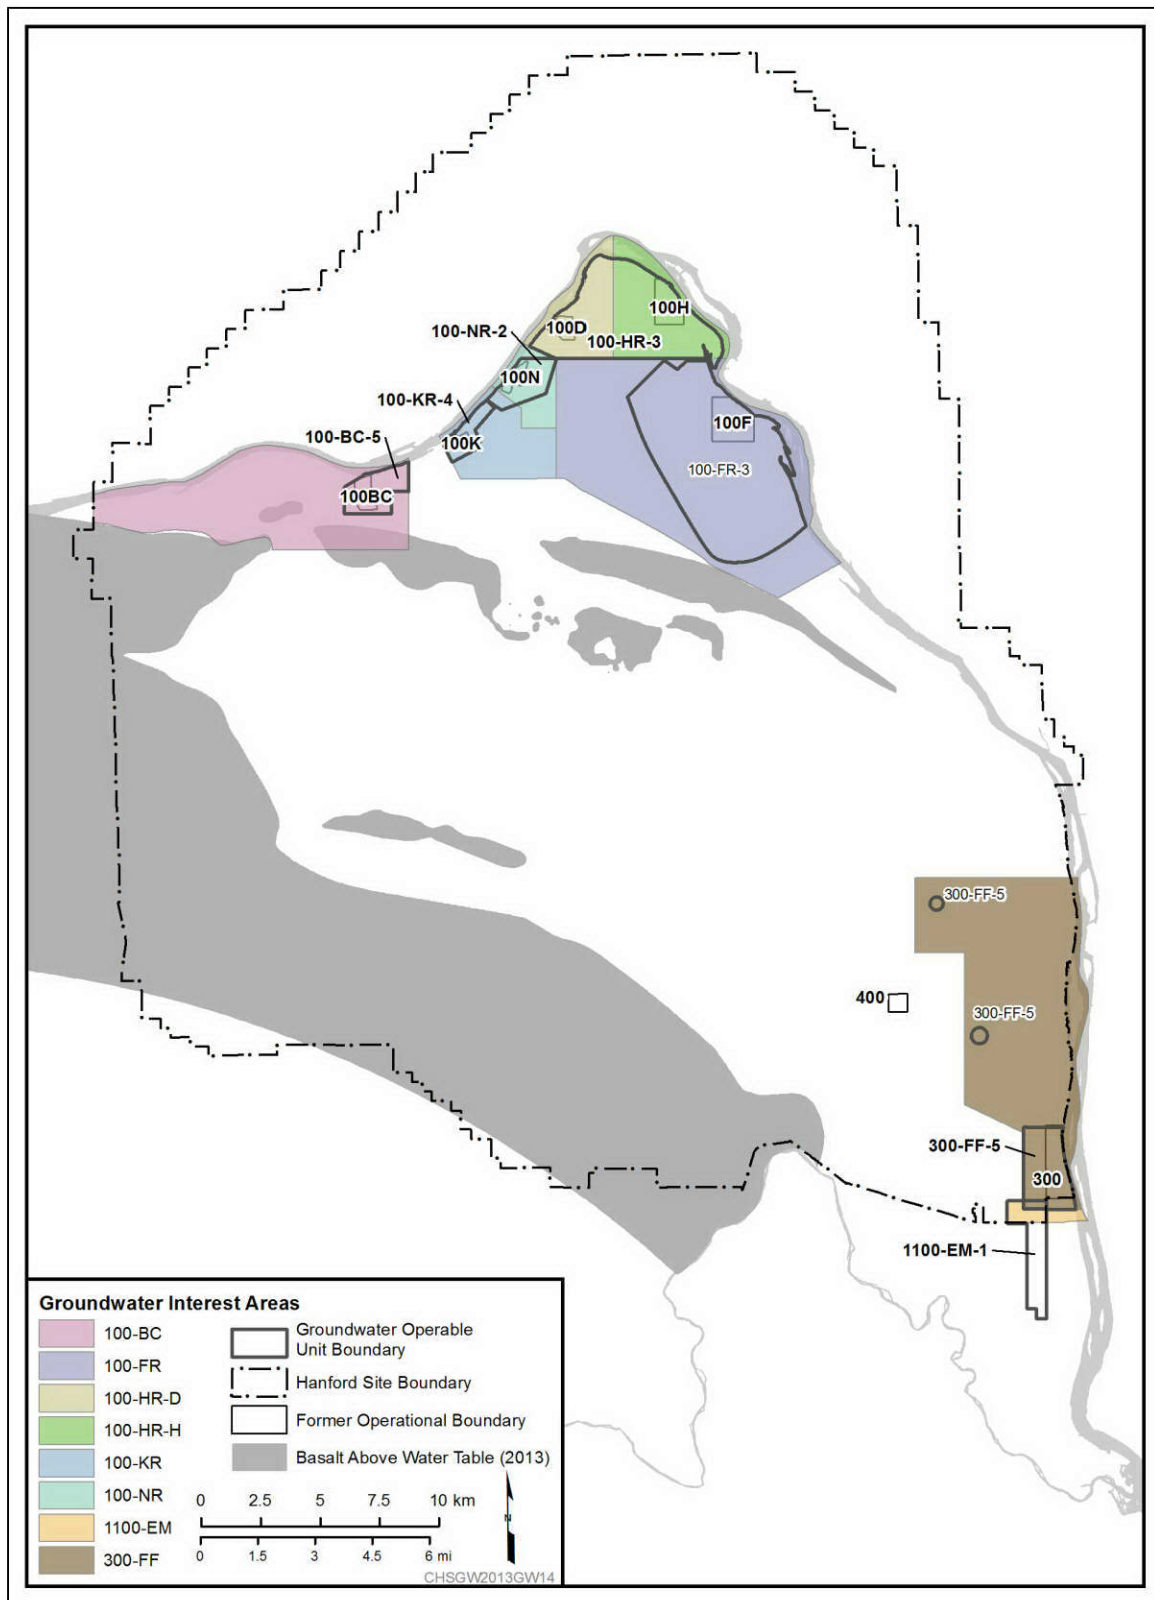 100H
100D
100-HR-3
100-NR-2
100N
100-KR-4
100F
100-BC-5
100K
100-FR-3
100BC
300-FF-5
400
300-FF-5
300-FF-5
300
1100-EM-1
Groundwater Interest Areas
100-BC
100-FR
100-HR-D
100-HR-H
100-KR
100-NR
1100-EM
300-FF
Groundwater Operable
Unit Boundary
Hanford Site Boundary
Former Operational Boundary
Basalt Above Water Table (2013)
0 2.5 5 7.5 10 km
0 1.5 3 4.5 6 mi
N
CHSGW2013GW14